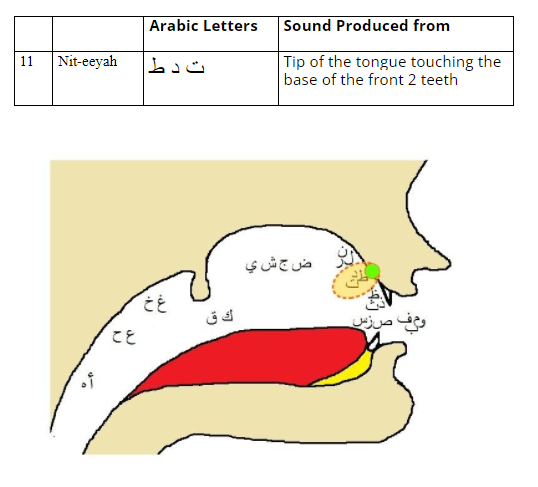 Arabic Letters Sound Produced from
11 Nit-eeyah ت د ط Tip of the tongue touching the
base of the front 2 teeth
ن
ل
ر
ض ج ش ي
ط
د
ت
غ خ
ظ
ذ ث
ك ق
ص ز س
و م ف
ب
ع ح
أ ه